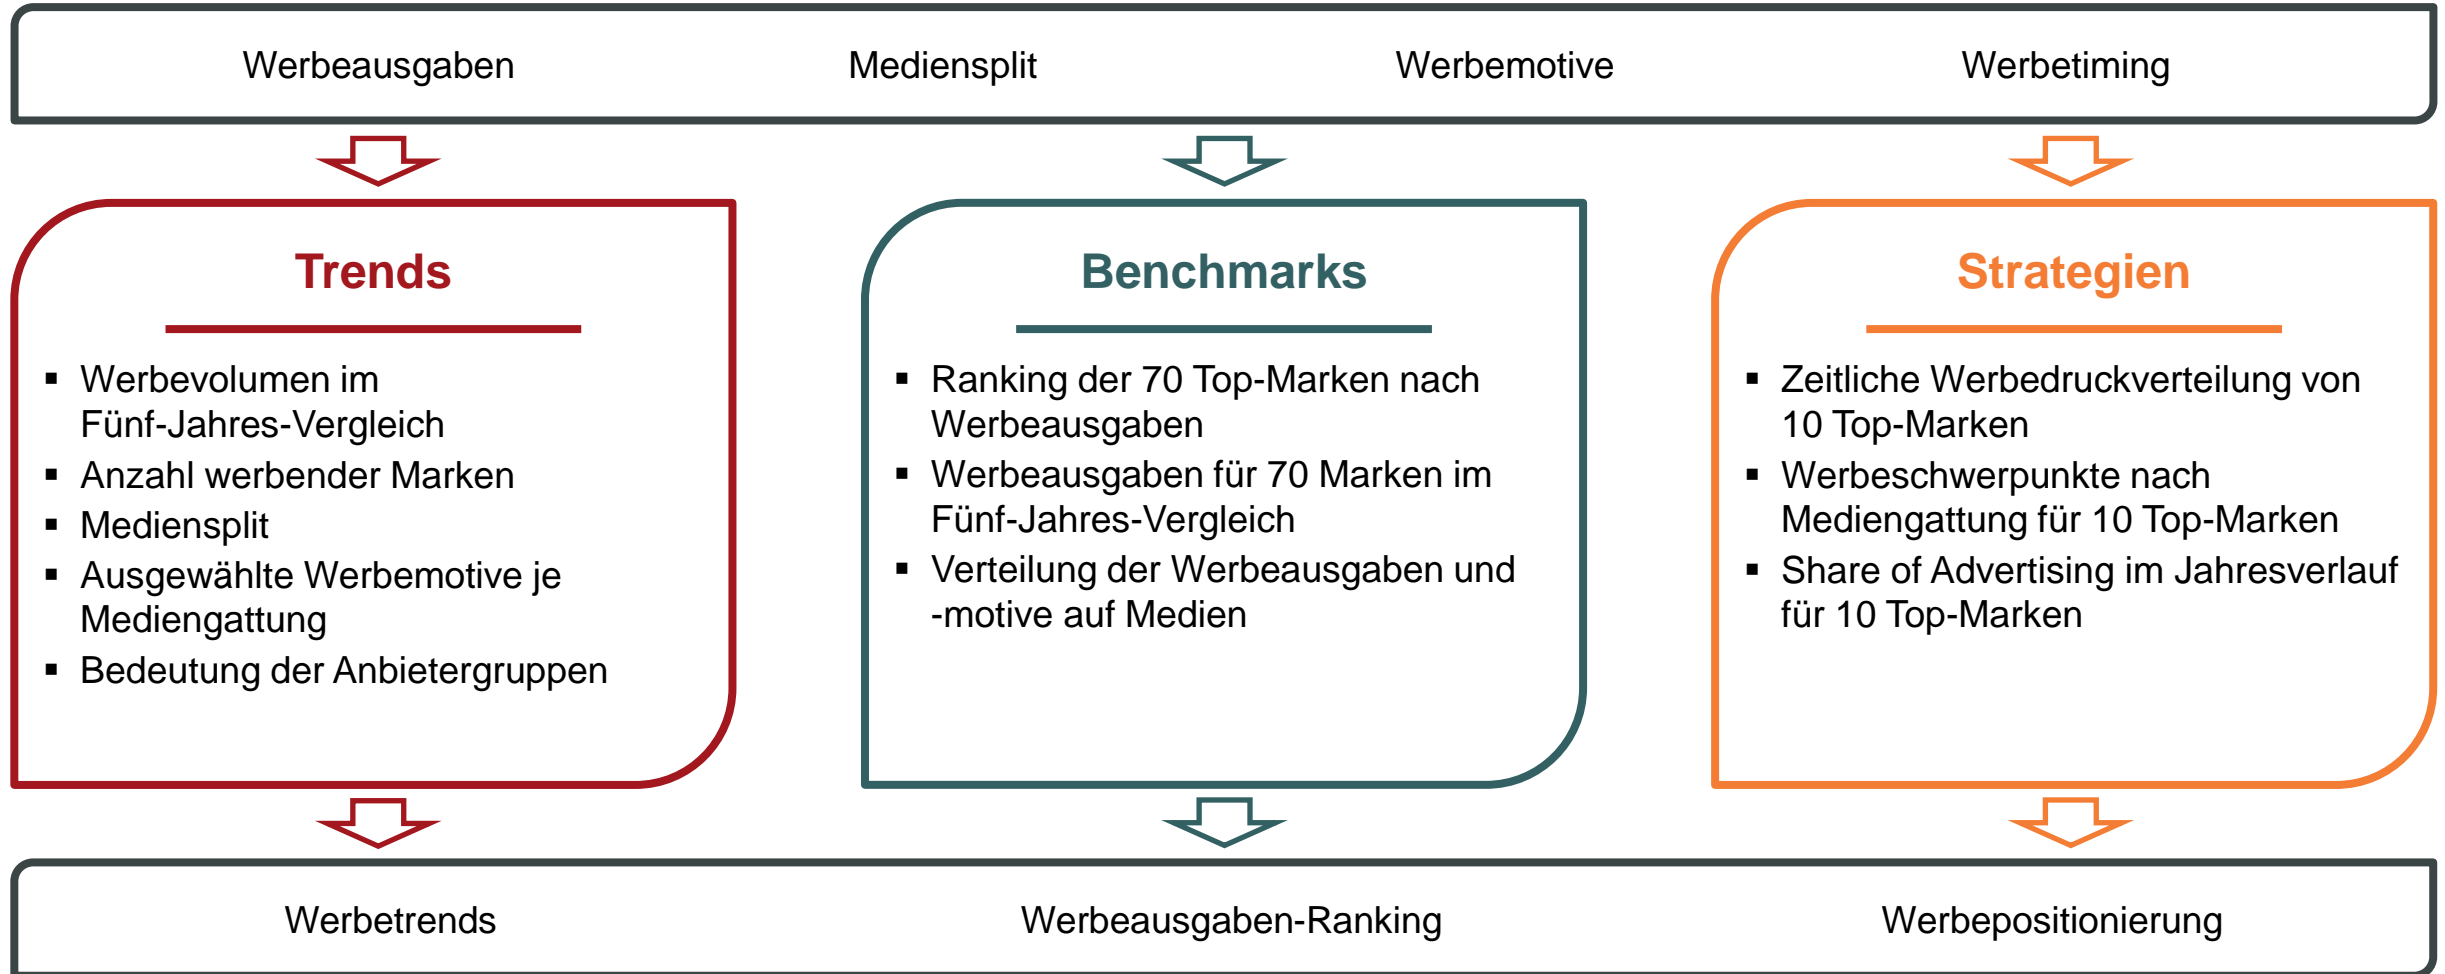 Werbeausgaben Mediensplit Werbemotive Werbetiming
Trends
▪ Werbevolumen im
Fünf-Jahres-Vergleich
▪ Anzahl werbender Marken
▪ Mediensplit
▪ Ausgewählte Werbemotive je
Mediengattung
▪ Bedeutung der Anbietergruppen
Benchmarks
▪ Ranking der 70 Top-Marken nach
Werbeausgaben
▪ Werbeausgaben für 70 Marken im
Fünf-Jahres-Vergleich
▪ Verteilung der Werbeausgaben und
-motive auf Medien
Strategien
▪ Zeitliche Werbedruckverteilung von
10 Top-Marken
▪ Werbeschwerpunkte nach
Mediengattung für 10 Top-Marken
▪ Share of Advertising im Jahresverlauf
für 10 Top-Marken
Werbetrends Werbeausgaben-Ranking Werbepositionierung